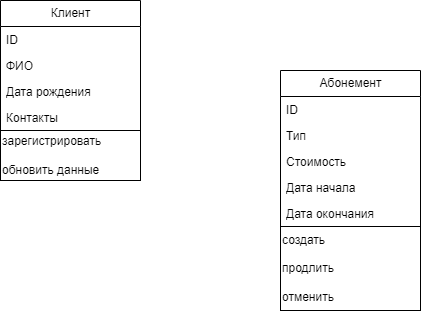 Клиент
ID
ФИО
Дата рождения
Контакты
зарегистрировать
обновить данные
Абонемент
ID
Тип
Стоимость
Дата начала
Дата окончания
создать
продлить
отменить